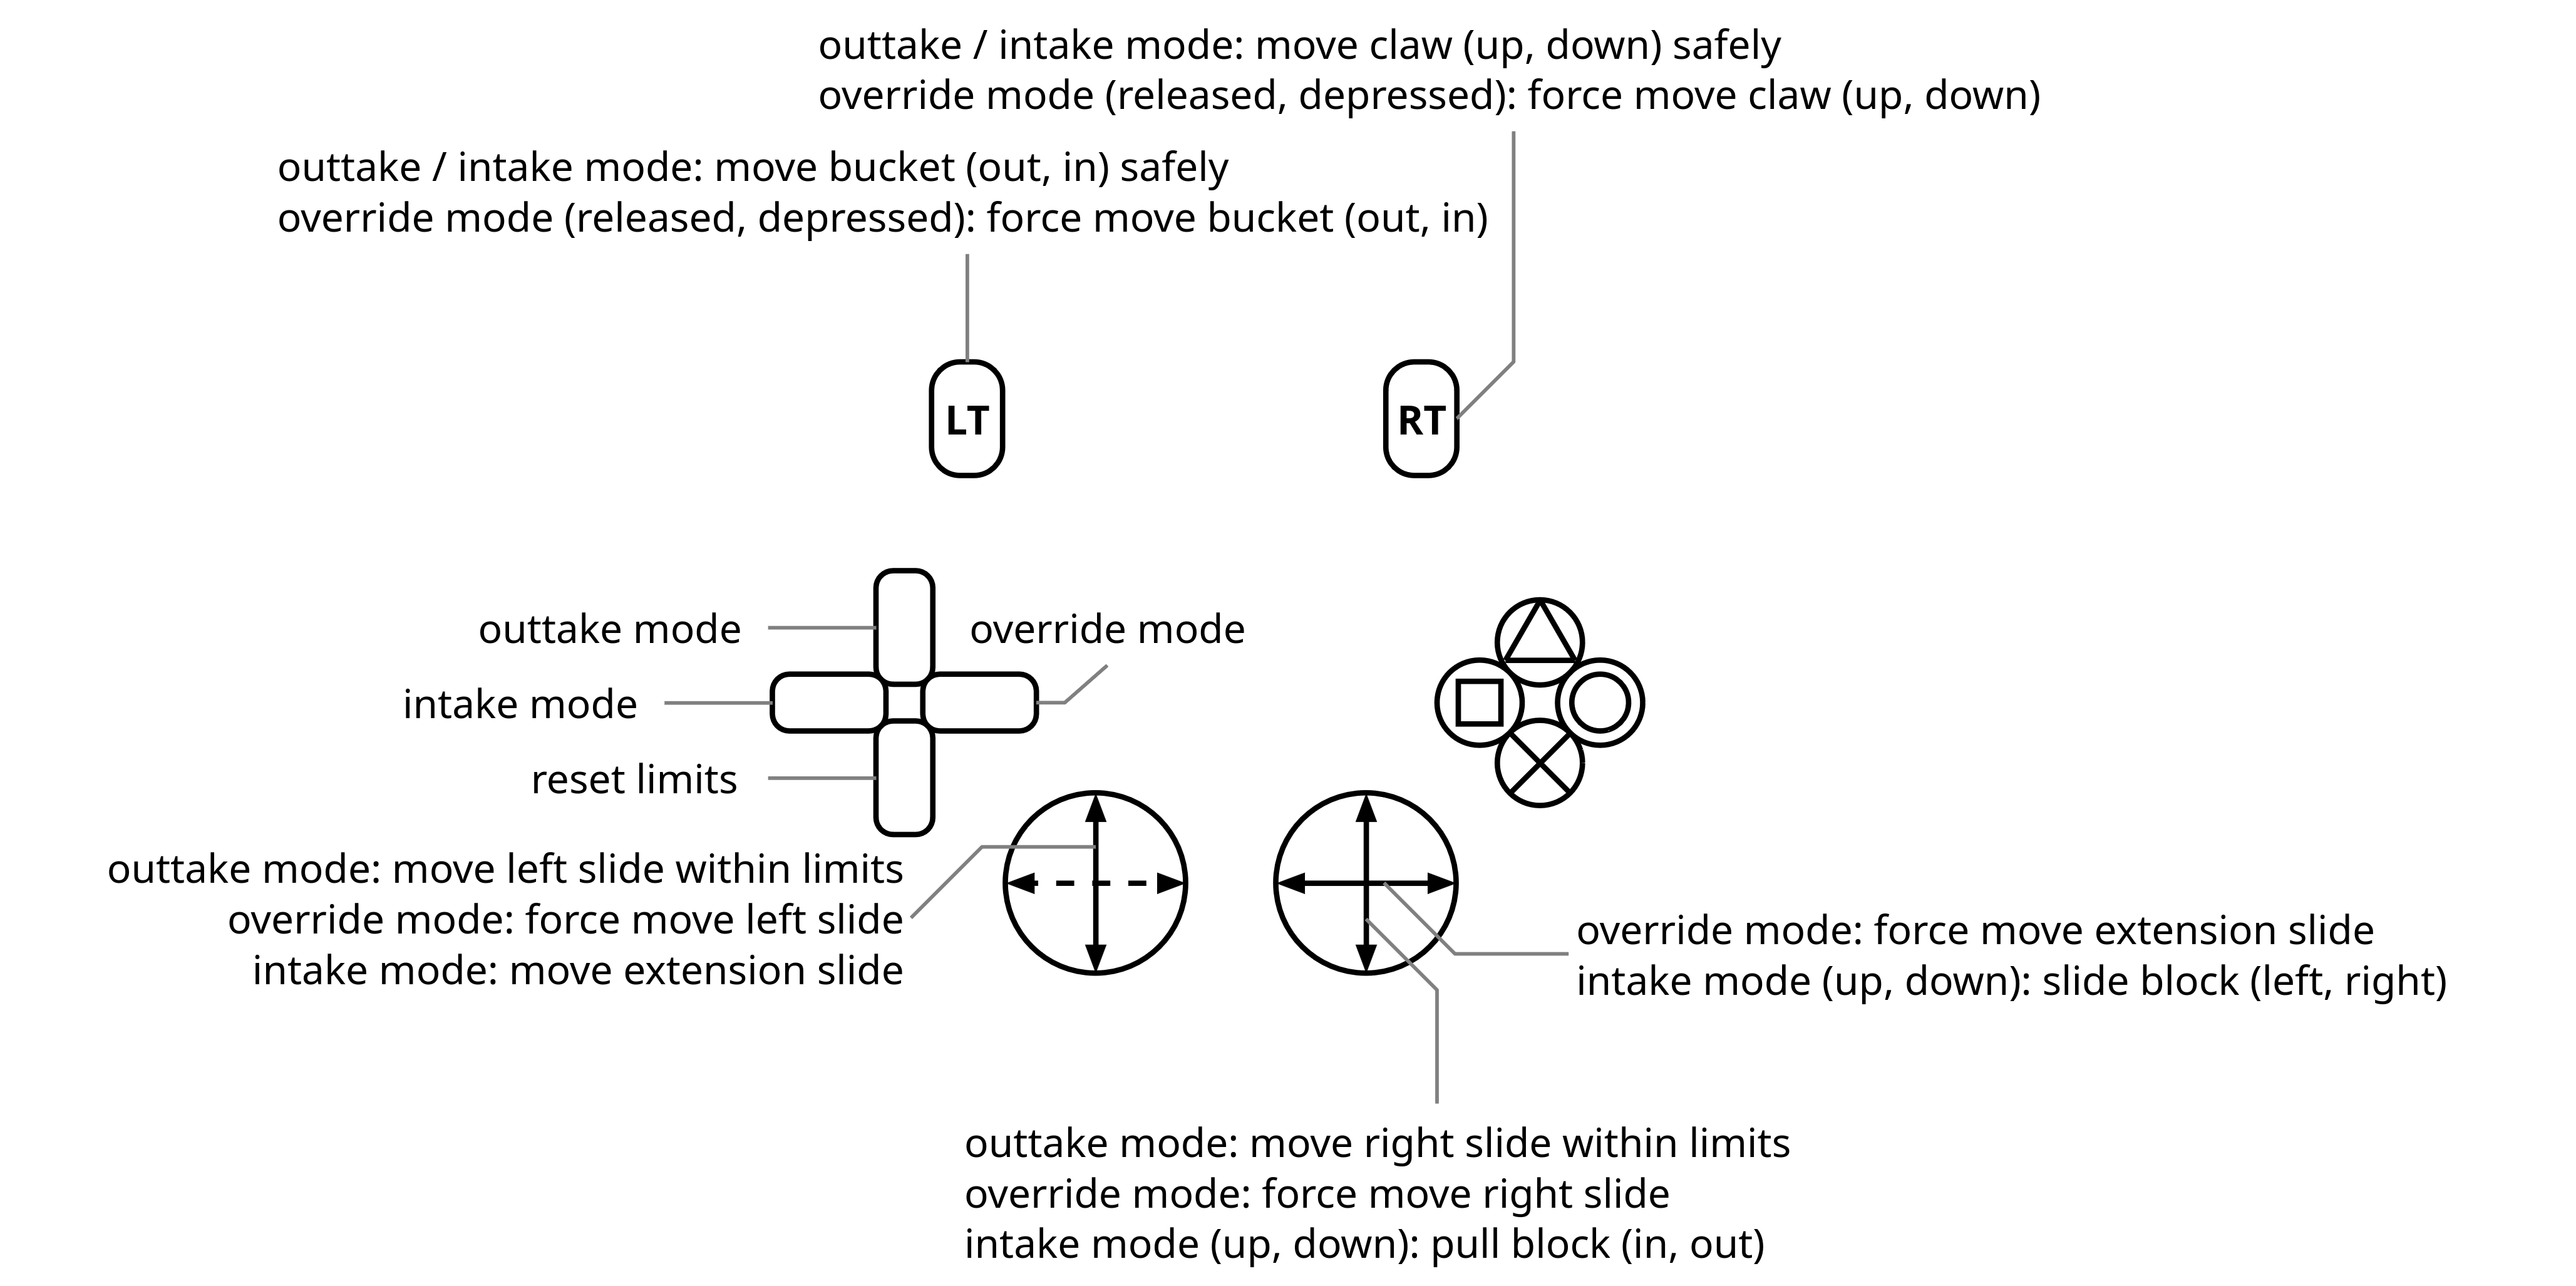 outtake / intake mode: move claw (up, down) safely
override mode (released, depressed): force move claw (up, down)
outtake / intake mode: move bucket (out, in) safely
override mode (released, depressed): force move bucket (out, in)
LT
RT
outtake mode
override mode
intake mode
reset limits
outtake mode: move left slide within limits
override mode: force move left slide
intake mode: move extension slide
override mode: force move extension slide
intake mode (up, down): slide block (left, right)
outtake mode: move right slide within limits
override mode: force move right slide
intake mode (up, down): pull block (in, out)